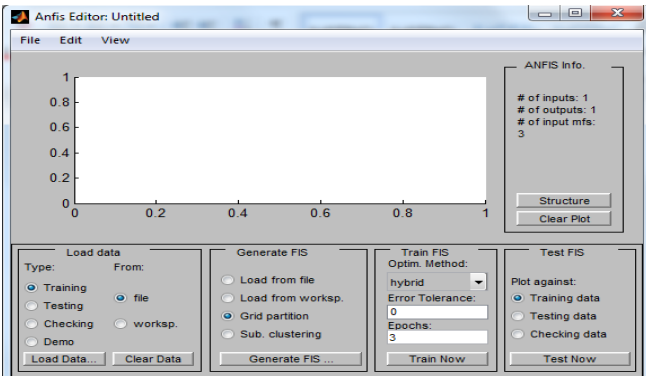 Anfis Editor: Untitled
File Edit View
1
0.8
0.6
0.4
0.2
0
0 0.2 0.4 0.6 0.8 1
ANFIS Info.
# of inputs: 1
# of outputs: 1
# of input mfs:
3
Structure
Clear Plot
Load data
Type: From:
Training
file
Testing
Checking worksp.
Demo
Load Data... Clear Data
Generate FIS
Load from file
Load from worksp.
Grid partition
Sub. clustering
Generate FIS ...
Train FIS
Optim. Method:
hybrid
Error Tolerance:
0
Epochs:
3
Train Now
Test FIS
Plot against:
Training data
Testing data
Checking data
Test Now